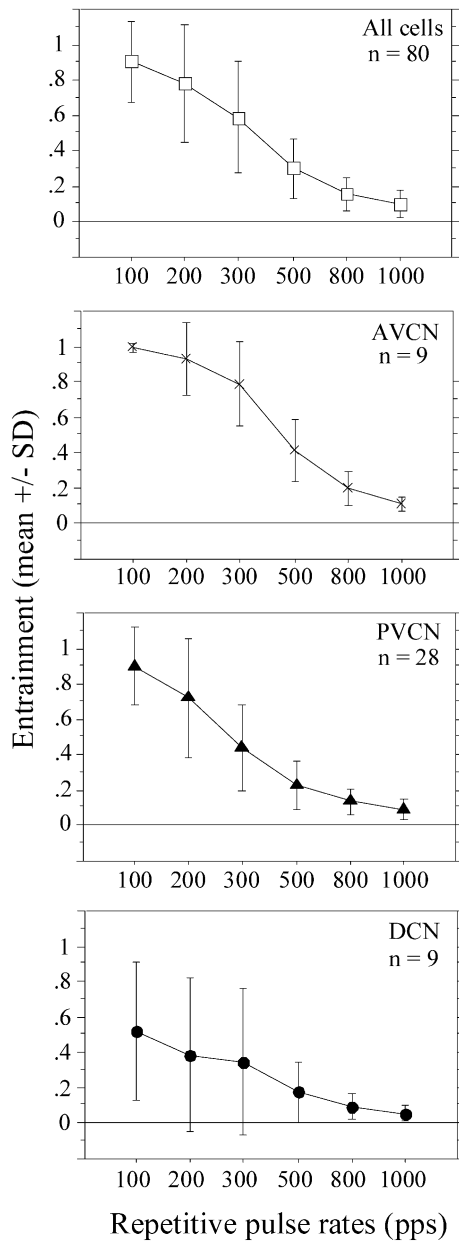 All cells
n = 80
1
.8
.6
.4
.2
0
100 200 300 500 800 1000
AVCN
n = 9
1
.8
.6
.4
.2
0
100 200 300 500 800 1000
PVCN
n = 28
1
.8
.6
.4
.2
0
100 200 300 500 800 1000
DCN
n = 9
1
.8
.6
.4
.2
0
100 200 300 500 800 1000
Entrainment (mean +/- SD)
Repetitive pulse rates (pps)